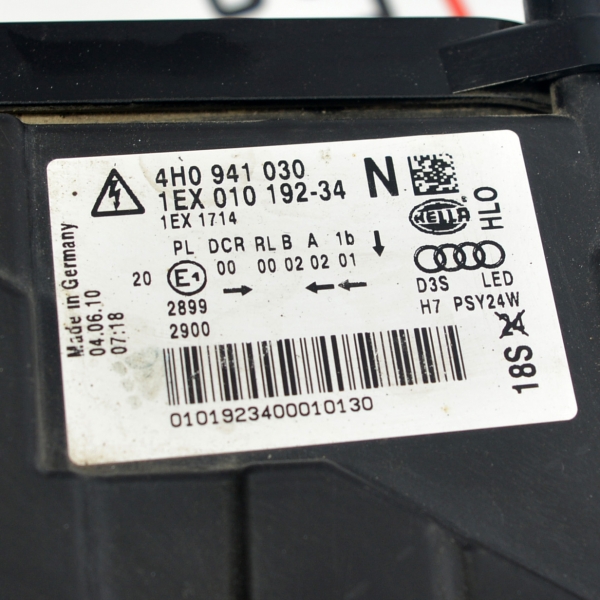 4H0 941 030 N
1EX 010 192-34
1EX 1714
HELLA
HLO
PL DCR RL B A 1b
20 E1 00 00 02 02 01
2899
2900
D3S LED
H7 PSY24W
18S
Made in Germany
04.06.10
07:18
0101923400010130